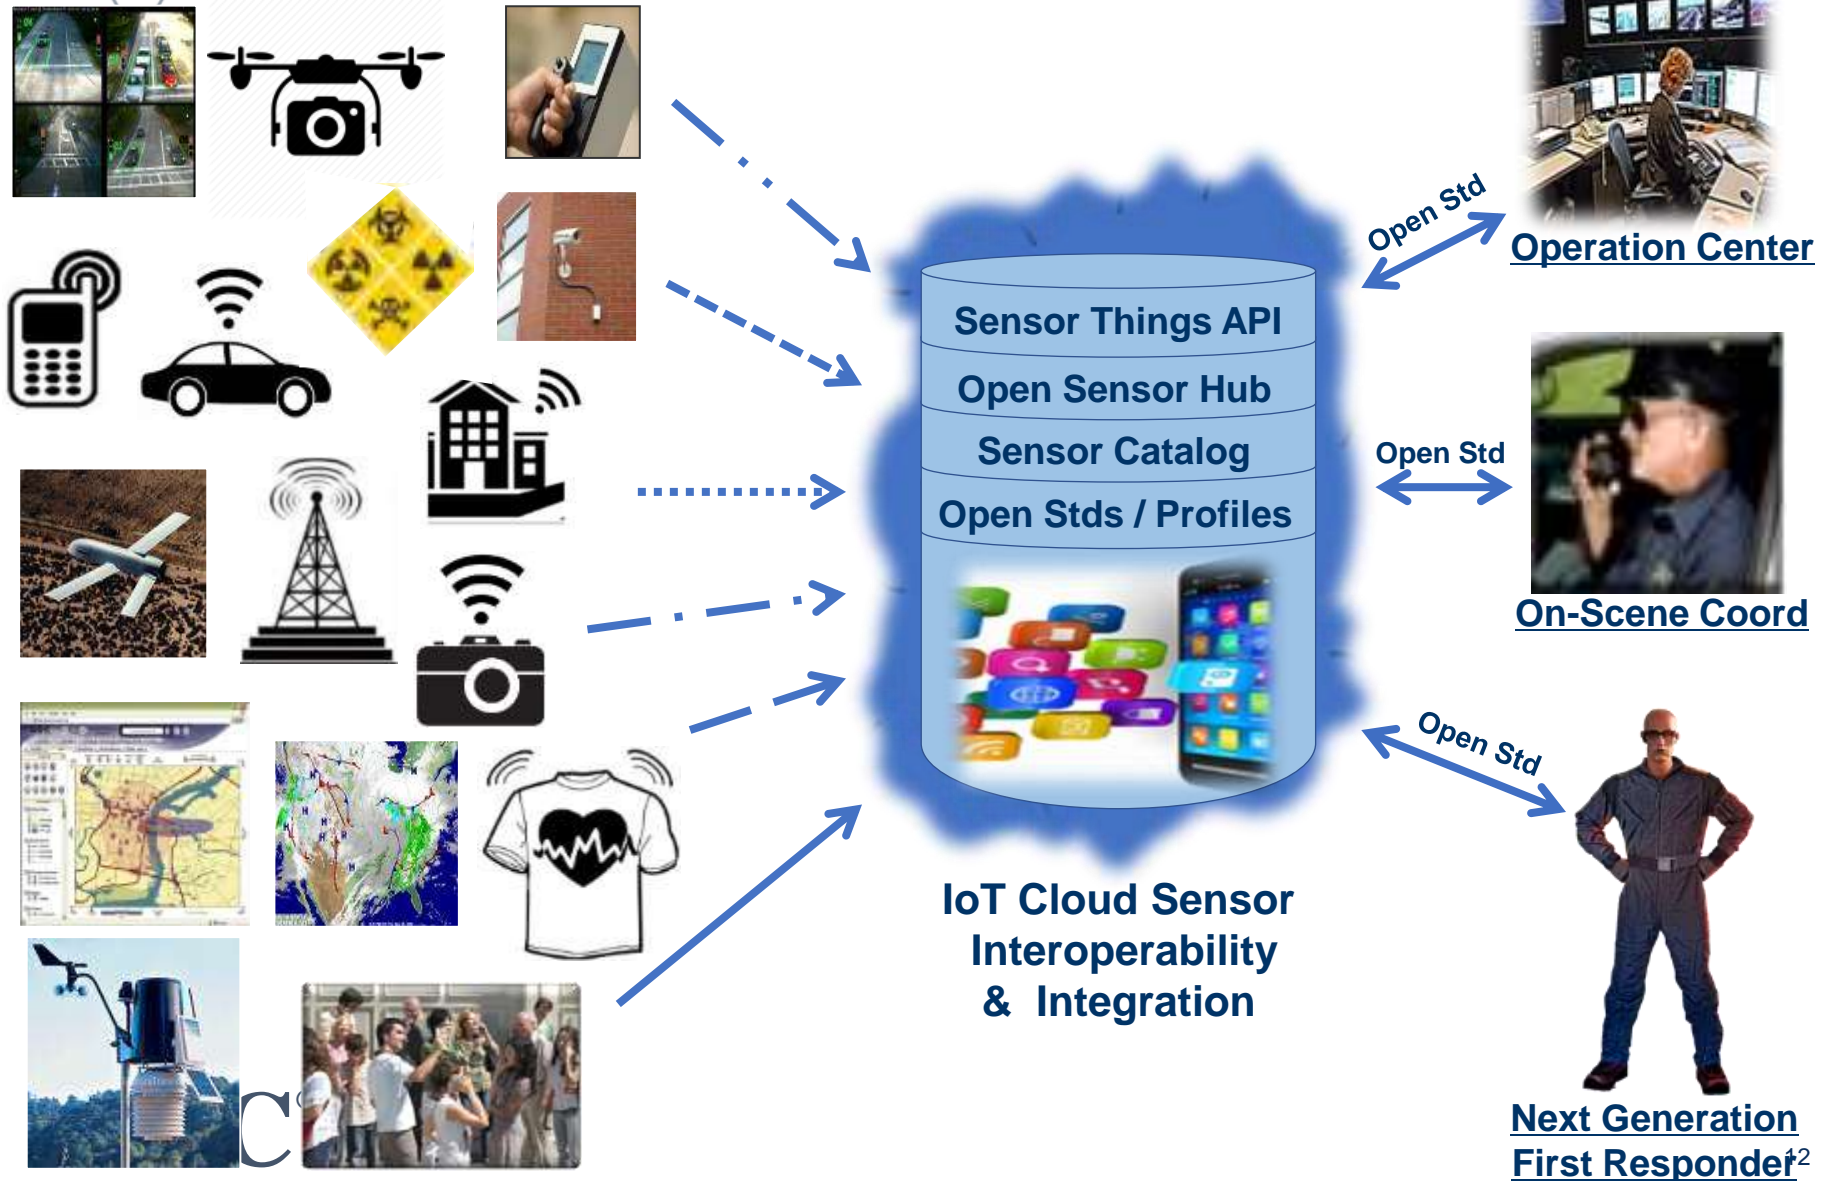 Open Std
Operation Center
Sensor Things API
Open Sensor Hub
Sensor Catalog
Open Stds / Profiles
Open Std
On-Scene Coord
Open Std
IoT Cloud Sensor
Interoperability
& Integration
C
Next Generation
First Responder
12